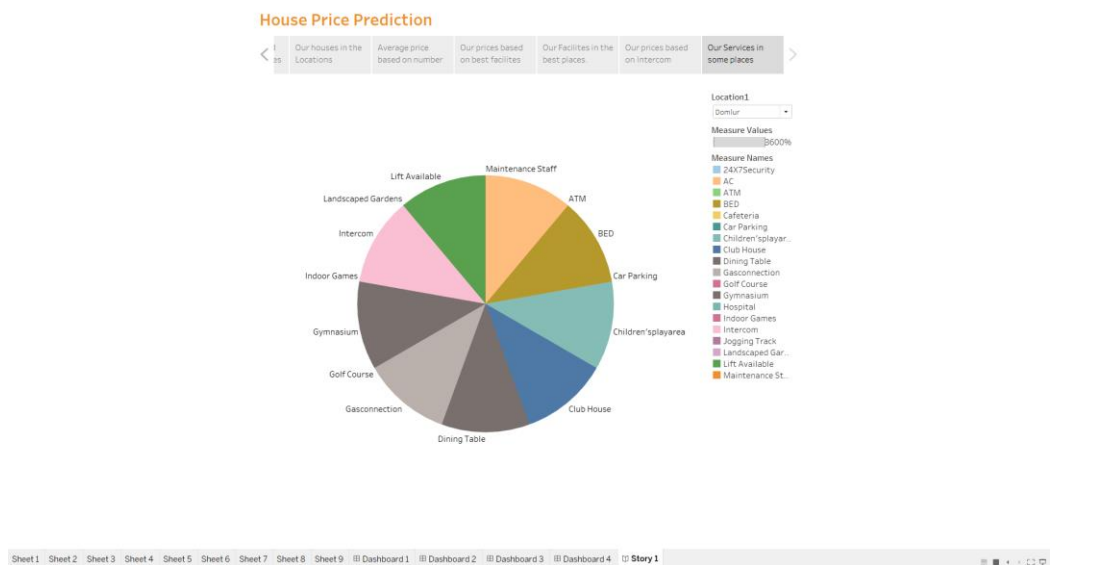 House Price Prediction
Our houses in the
Locations
Average price
based on number
Our prices based
on best facilites
Our Facilites in the
best places.
Our prices based
on intercom
Our Services in
some places
Location1
Domlur
Measure Values
3600%
Measure Names
24X7Security
AC
ATM
BED
Cafeteria
Car Parking
Children'splayar..
Club House
Dining Table
Gasconnection
Golf Course
Gymnasium
Hospital
Indoor Games
Intercom
Jogging Track
Landscaped Gar..
Lift Available
Maintenance St..
Maintenance Staff
Lift Available
ATM
Landscaped Gardens
BED
Intercom
Car Parking
Indoor Games
Children'splayarea
Gymnasium
Golf Course
Club House
Gasconnection
Dining Table
Sheet 1 Sheet 2 Sheet 3 Sheet 4 Sheet 5 Sheet 6 Sheet 7 Sheet 8 Sheet 9 Dashboard 1 Dashboard 2 Dashboard 3 Dashboard 4 Story 1